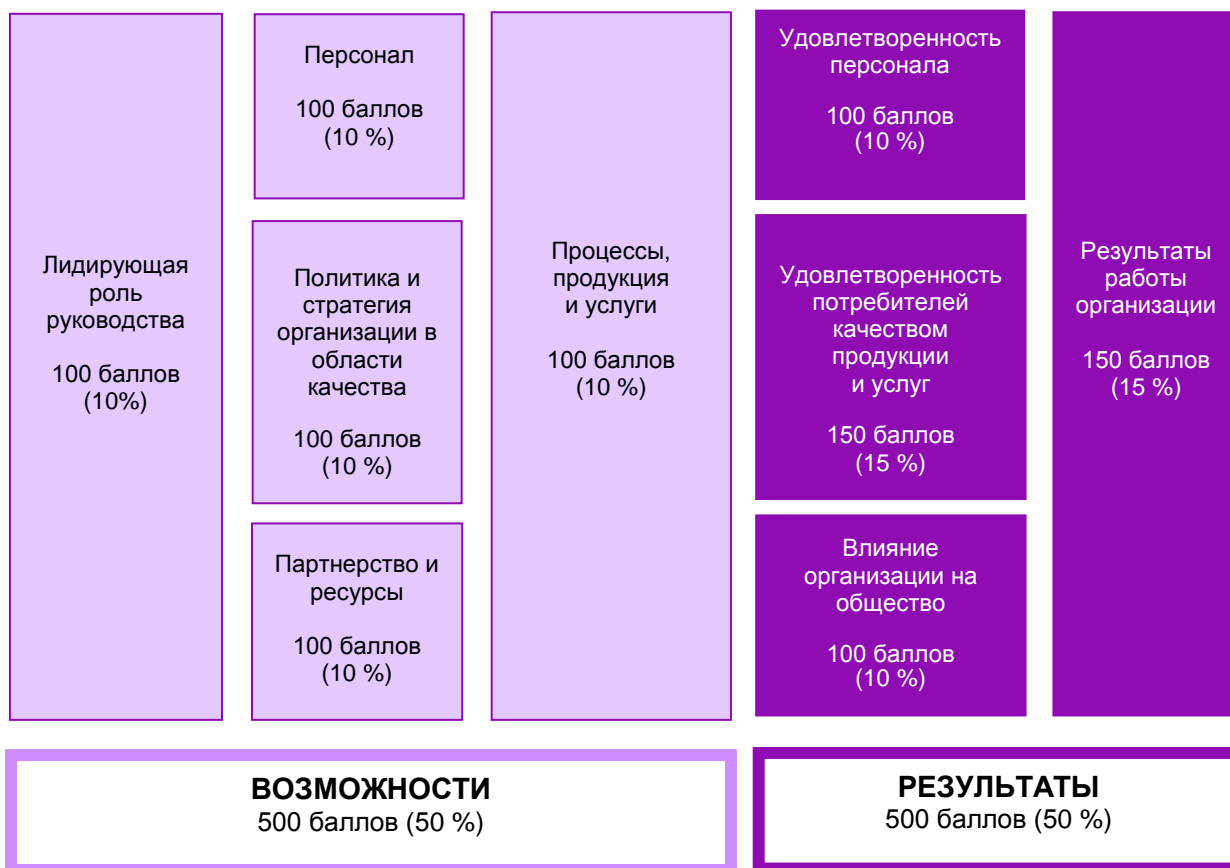 Лидирующая
роль
руководства
100 баллов
(10%)
Персонал
100 баллов
(10 %)
Политика и
стратегия
организации в
области
качества
100 баллов
(10 %)
Партнерство и
ресурсы
100 баллов
(10 %)
Процессы,
продукция
и услуги
100 баллов
(10 %)
Удовлетворенность
персонала
100 баллов
(10 %)
Удовлетворенность
потребителей
качеством
продукции
и услуг
150 баллов
(15 %)
Влияние
организации на
общество
100 баллов
(10 %)
Результаты
работы
организации
150 баллов
(15 %)
ВОЗМОЖНОСТИ
500 баллов (50 %)
РЕЗУЛЬТАТЫ
500 баллов (50 %)